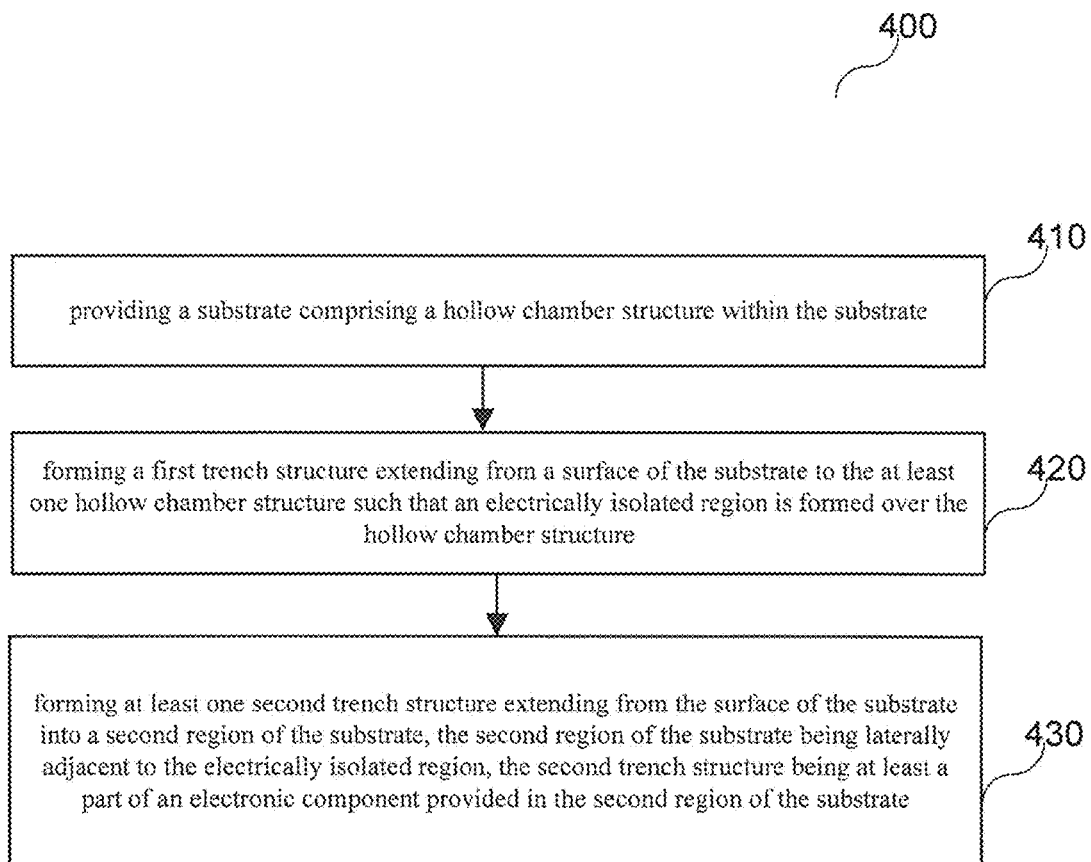 400
410
providing a substrate comprising a hollow chamber structure within the substrate
forming a first trench structure extending from a surface of the substrate to the at least
one hollow chamber structure such that an electrically isolated region is formed over the
hollow chamber structure
420
forming at least one second trench structure extending from the surface of the substrate
into a second region of the substrate, the second region of the substrate being laterally
adjacent to the electrically isolated region, the second trench structure being at least a
part of an electronic component provided in the second region of the substrate
430